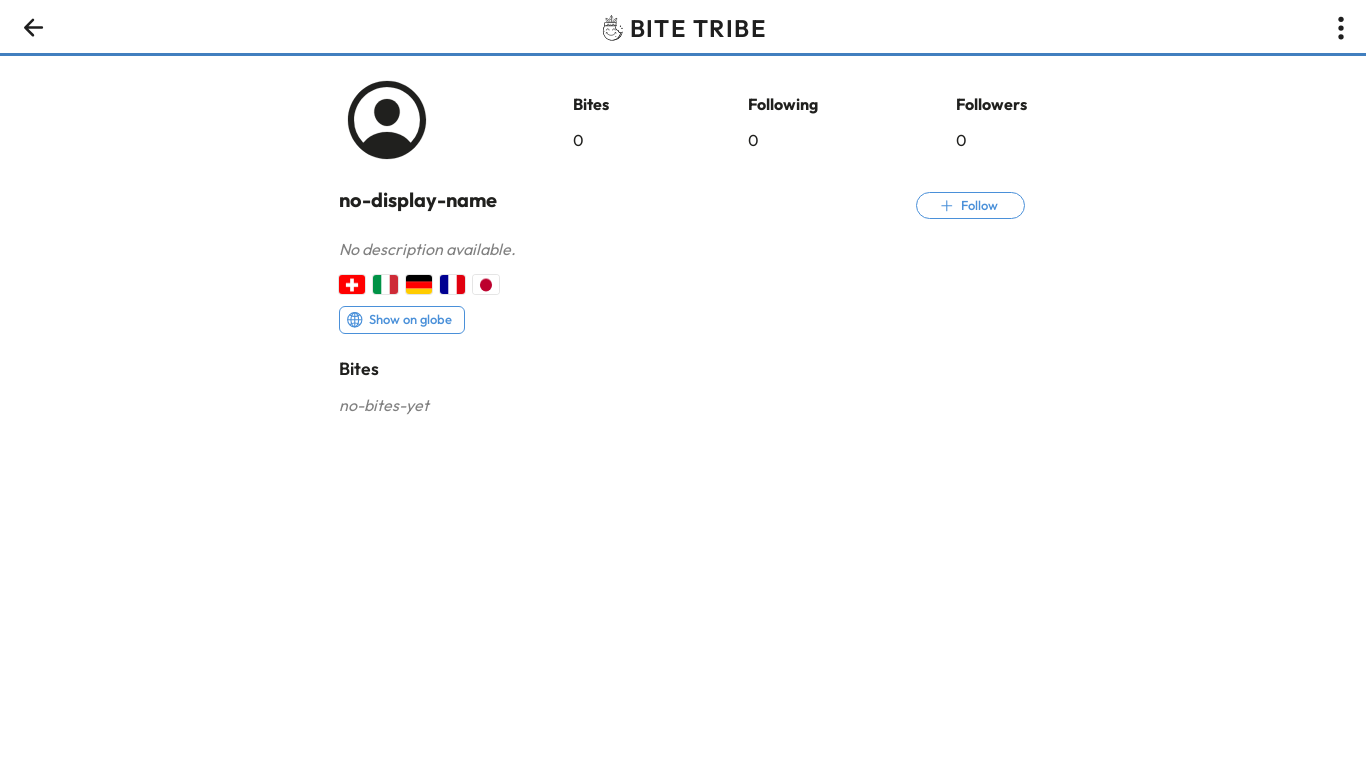 BITE TRIBE
Bites
Following
Followers
0
0
0
no-display-name
Follow
No description available.
Show on globe
Bites
no-bites-yet